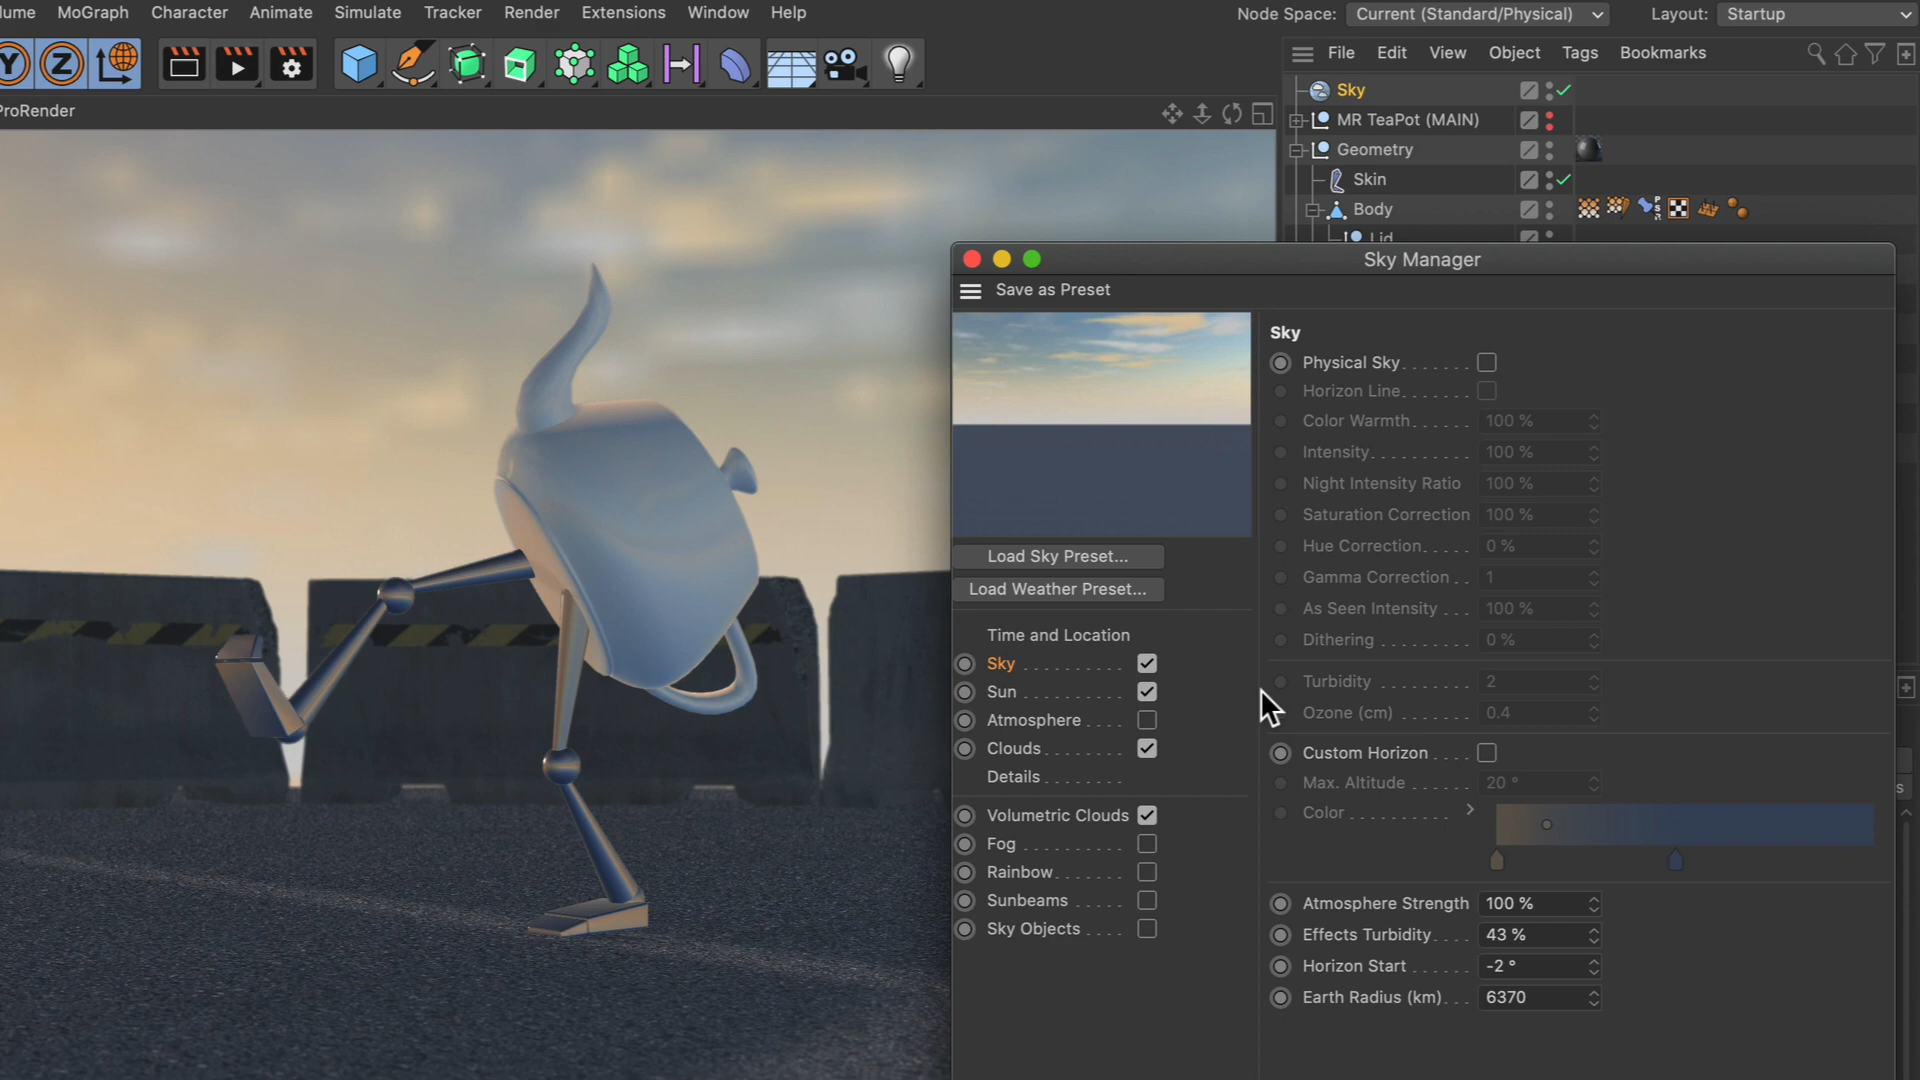 lume MoGraph Character Animate Simulate Tracker Render Extensions Window Help
Node Space: Current (Standard/Physical) Layout: Startup
Y Z
File Edit View Object Tags Bookmarks
ProRender
Sky
MR TeaPot (MAIN)
Geometry
Skin
Body
P
S
R
Lid
Sky Manager
Save as Preset
Load Sky Preset...
Load Weather Preset...
Time and Location
Sky
Sun
Atmosphere
Clouds
Details
Volumetric Clouds
Fog
Rainbow
Sunbeams
Sky Objects
Sky
Physical Sky
Horizon Line
Color Warmth 100 %
Intensity 100 %
Night Intensity Ratio 100 %
Saturation Correction 100 %
Hue Correction 0 %
Gamma Correction 1
As Seen Intensity 100 %
Dithering 0 %
Turbidity 2
Ozone (cm) 0.4
Custom Horizon
Max. Altitude 20 °
Color
Atmosphere Strength 100 %
Effects Turbidity 43 %
Horizon Start -2 °
Earth Radius (km) 6370
s